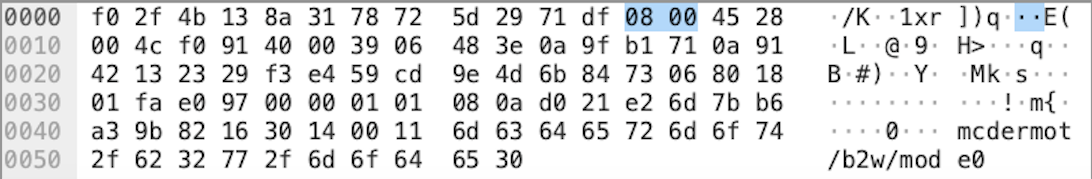 0000 f0 2f 4b 13 8a 31 78 72 5d 29 71 df 08 00 45 28 ·/K··1xr ])q···E(
0010 00 4c f0 91 40 00 39 06 48 3e 0a 9f b1 71 0a 91 ·L··@·9· H>···q··
0020 42 13 23 29 f3 e4 59 cd 9e 4d 6b 84 73 06 80 18 B·#)··Y· ·Mk·s···
0030 01 fa e0 97 00 00 01 01 08 0a d0 21 e2 6d 7b b6 ········ ···!·m{·
0040 a3 9b 82 16 30 14 00 11 6d 63 64 65 72 6d 6f 74 ····0··· mcdermot
0050 2f 62 32 77 2f 6d 6f 64 65 30 /b2w/mod e0